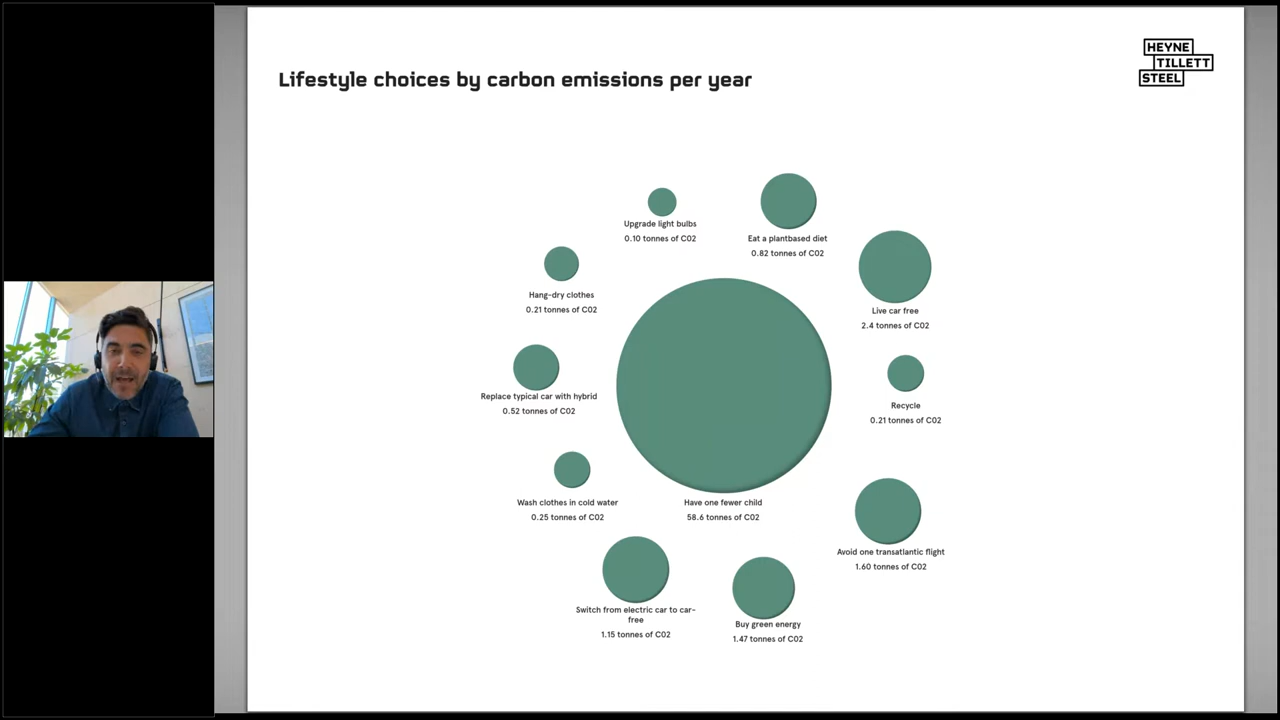 Lifestyle choices by carbon emissions per year
HEYNE
TILLETT
STEEL
Upgrade light bulbs
0.10 tonnes of C02
Eat a plantbased diet
0.82 tonnes of C02
Hang-dry clothes
0.21 tonnes of C02
Live car free
2.4 tonnes of C02
Replace typical car with hybrid
0.52 tonnes of C02
Recycle
0.21 tonnes of C02
Wash clothes in cold water
0.25 tonnes of C02
Have one fewer child
58.6 tonnes of C02
Avoid one transatlantic flight
1.60 tonnes of C02
Switch from electric car to car-
free
1.15 tonnes of C02
Buy green energy
1.47 tonnes of C02